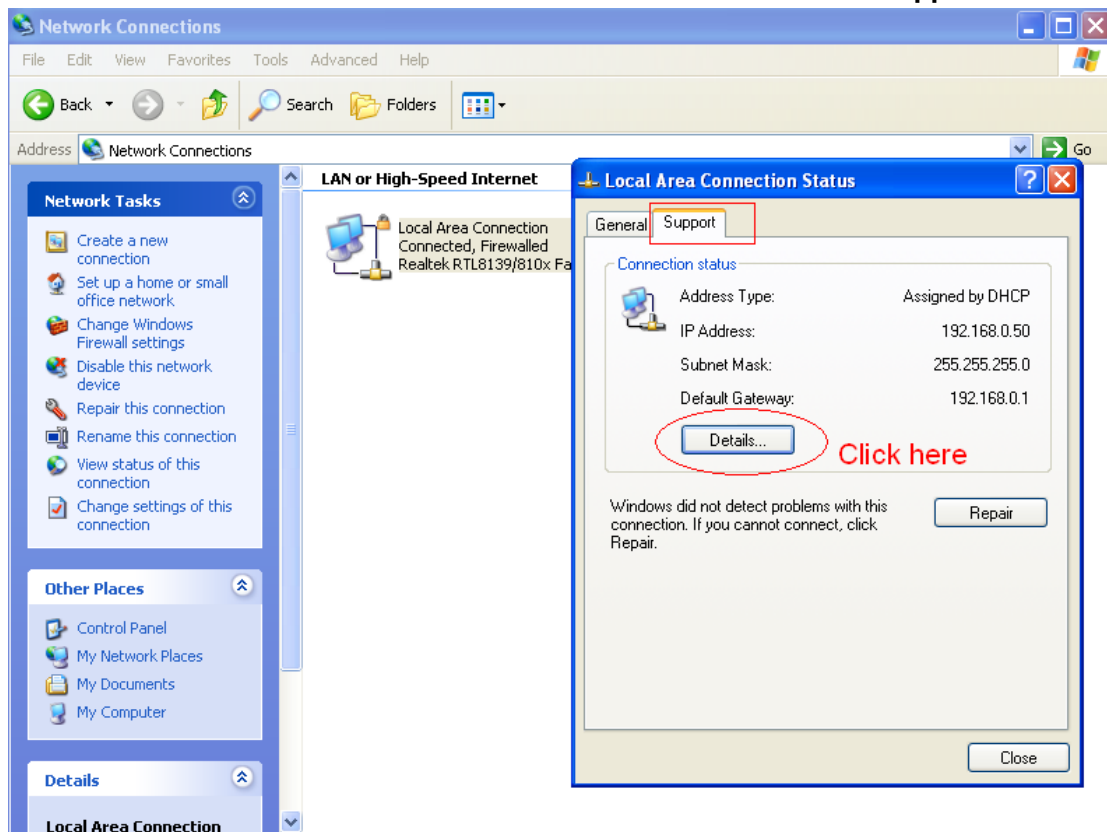 Network Connections
File Edit View Favorites Tools Advanced Help
Back Search Folders
Address Network Connections Go
Network Tasks
Create a new
connection
Set up a home or small
office network
Change Windows
Firewall settings
Disable this network
device
Repair this connection
Rename this connection
View status of this
connection
Change settings of this
connection
Other Places
Control Panel
My Network Places
My Documents
My Computer
Details
Local Area Connection
LAN or High-Speed Internet
Local Area Connection
Connected, Firewalled
Realtek RTL8139/810x Fa
Local Area Connection Status
General Support
Connection status
Address Type: Assigned by DHCP
IP Address: 192.168.0.50
Subnet Mask: 255.255.255.0
Default Gateway: 192.168.0.1
Details...
Click here
Windows did not detect problems with this
connection. If you cannot connect, click
Repair.
Repair
Close